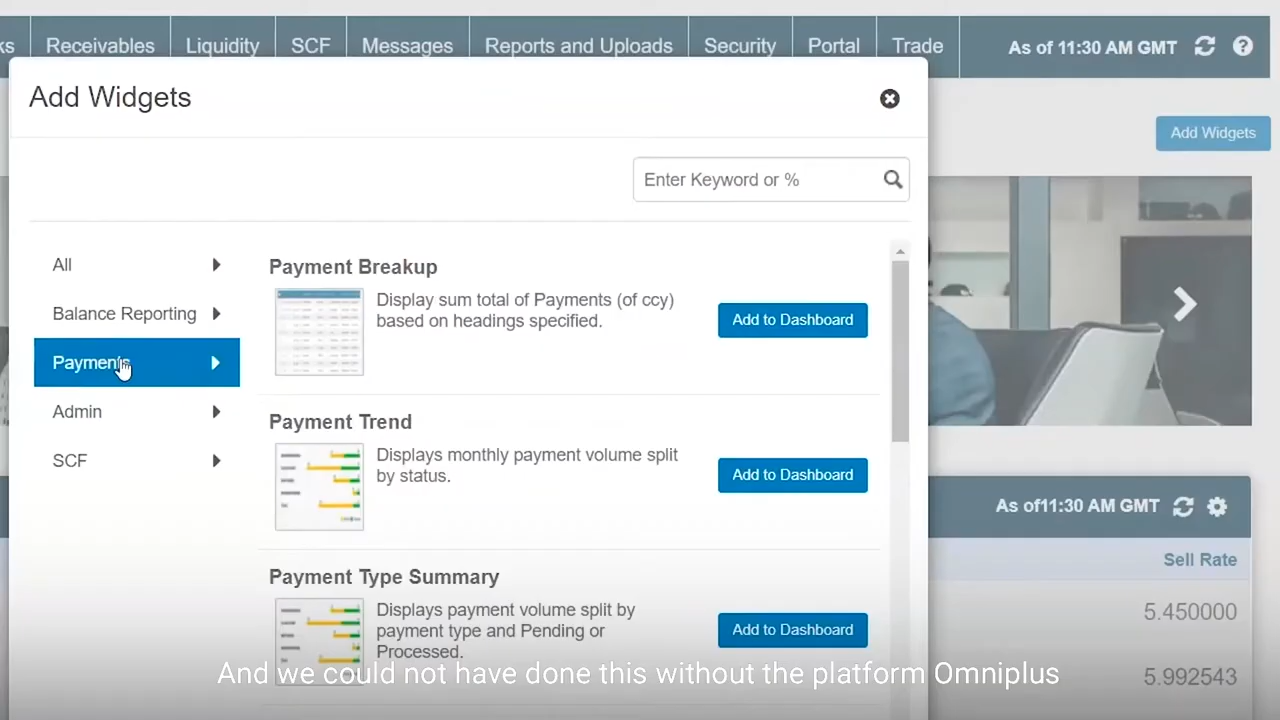 ks
Receivables
Liquidity
SCF
Messages
Reports and Uploads
Security
Portal
Trade
As of 11:30 AM GMT
Add Widgets
Add Widgets
Enter Keyword or %
All
Balance Reporting
Payments
Admin
SCF
Payment Breakup
Display sum total of Payments (of ccy)
based on headings specified.
Add to Dashboard
Payment Trend
Displays monthly payment volume split
by status.
Add to Dashboard
Payment Type Summary
Displays payment volume split by
payment type and Pending or
Processed.
Add to Dashboard
As of11:30 AM GMT
Sell Rate
5.450000
5.992543
And we could not have done this without the platform Omniplus